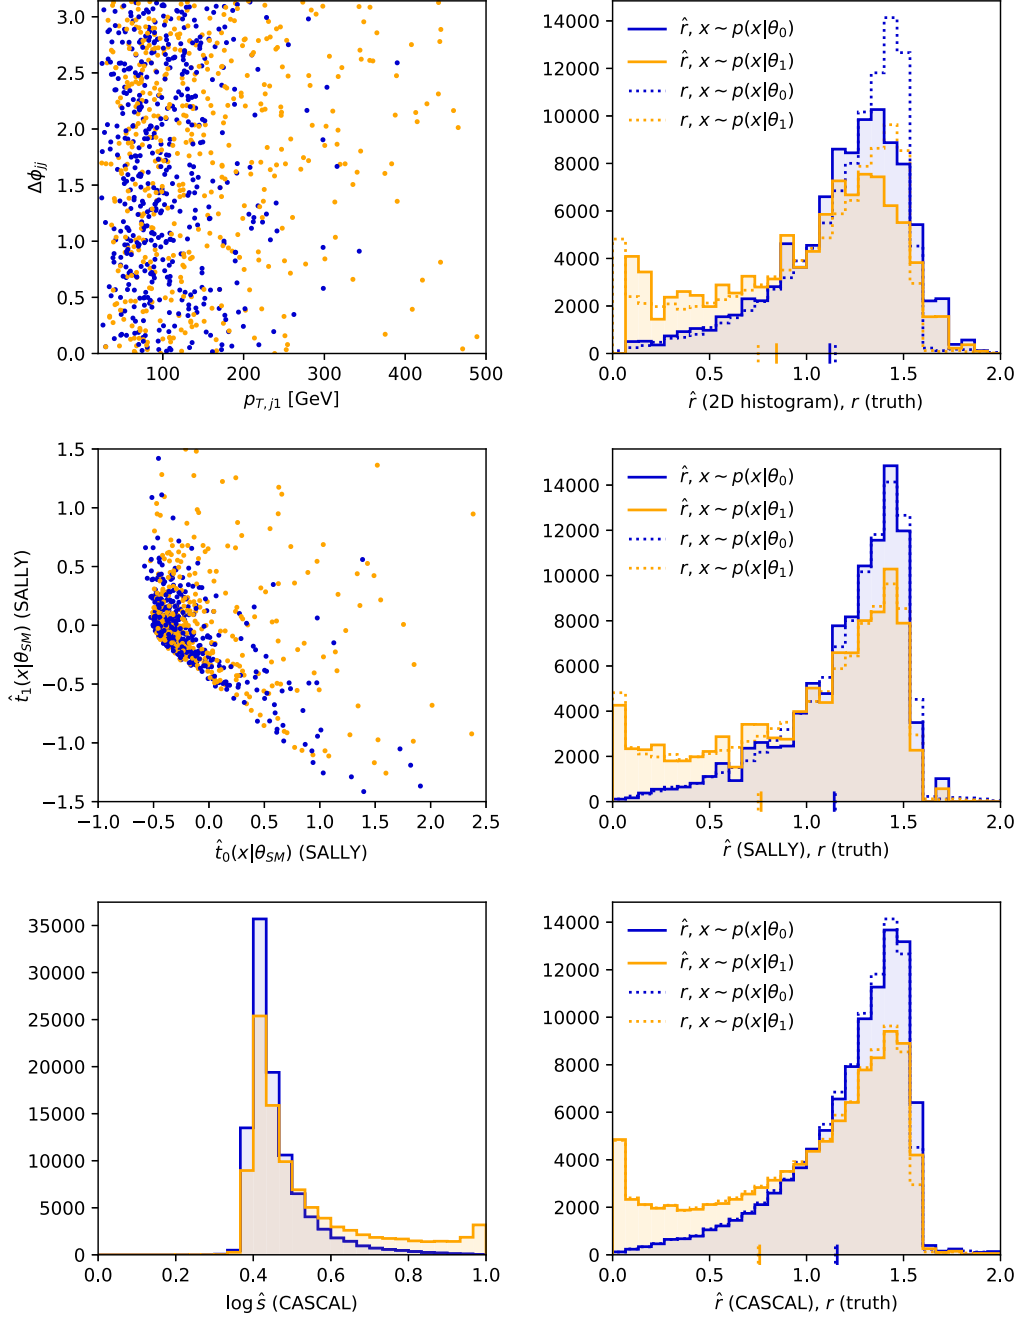 3.0
2.5
2.0
1.5
1.0
0.5
0.0
Δϕjj
100 200 300 400 500
pT, j1 [GeV]
14000
12000
10000
8000
6000
4000
2000
0
r̂, x ~ p(x|θ0)
r̂, x ~ p(x|θ1)
r, x ~ p(x|θ0)
r, x ~ p(x|θ1)
0.0 0.5 1.0 1.5 2.0
r̂ (2D histogram), r (truth)
1.5
1.0
0.5
0.0
−0.5
−1.0
−1.5
t̂1(x|θSM) (SALLY)
−1.0 −0.5 0.0 0.5 1.0 1.5 2.0 2.5
t̂0(x|θSM) (SALLY)
14000
12000
10000
8000
6000
4000
2000
0
r̂, x ~ p(x|θ0)
r̂, x ~ p(x|θ1)
r, x ~ p(x|θ0)
r, x ~ p(x|θ1)
0.0 0.5 1.0 1.5 2.0
r̂ (SALLY), r (truth)
35000
30000
25000
20000
15000
10000
5000
0
0.0 0.2 0.4 0.6 0.8 1.0
log ŝ (CASCAL)
14000
12000
10000
8000
6000
4000
2000
0
r̂, x ~ p(x|θ0)
r̂, x ~ p(x|θ1)
r, x ~ p(x|θ0)
r, x ~ p(x|θ1)
0.0 0.5 1.0 1.5 2.0
r̂ (CASCAL), r (truth)